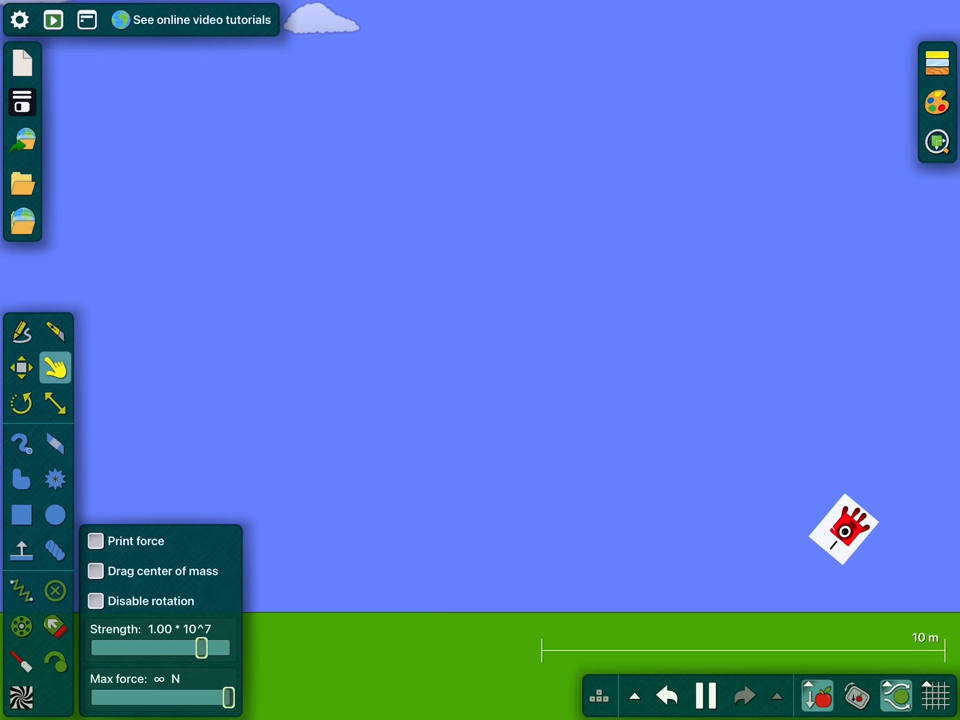 See online video tutorials
Print force
Drag center of mass
Disable rotation
Strength: 1.00 * 10^7
Max force: ∞ N
10 m